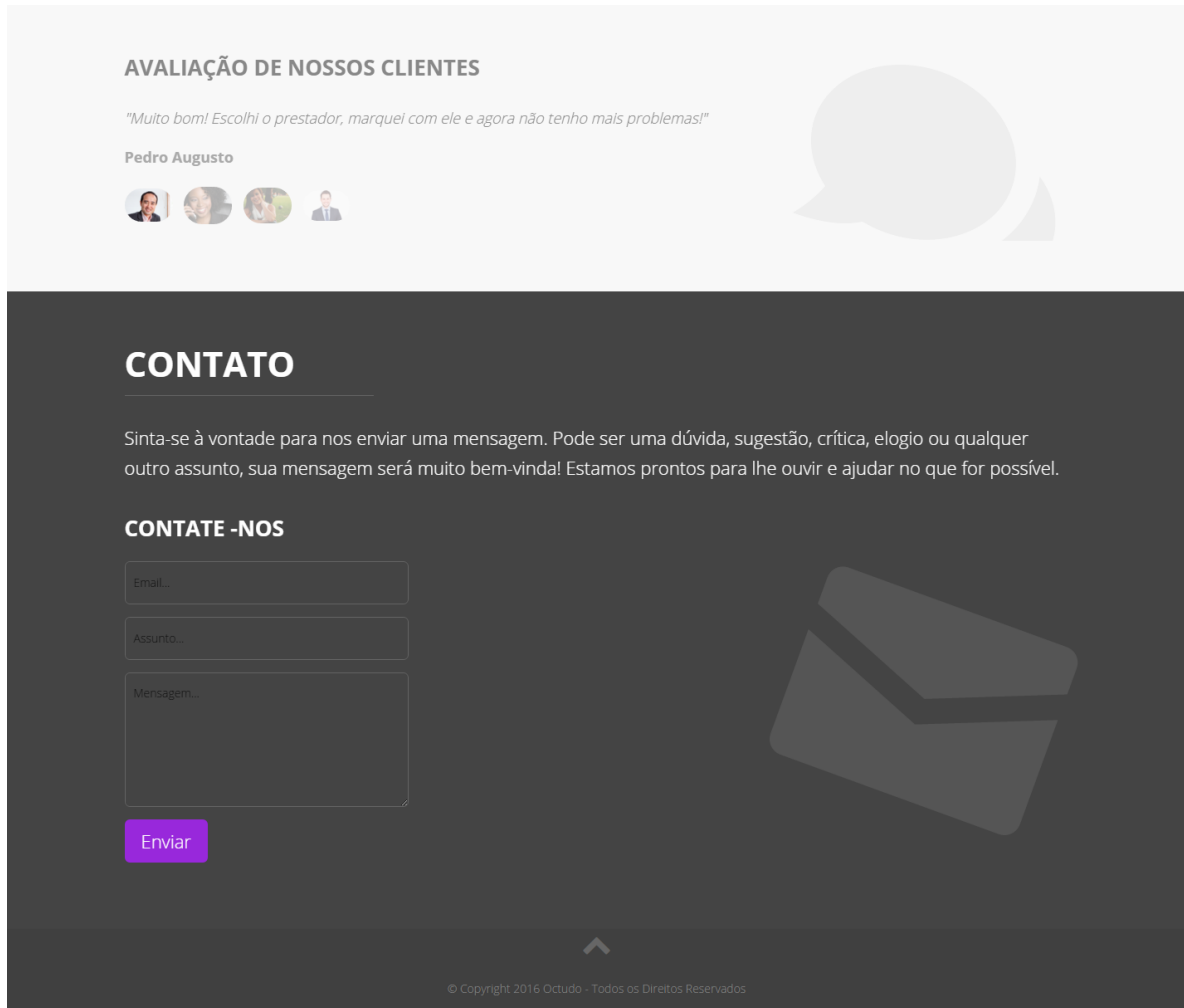 AVALIAÇÃO DE NOSSOS CLIENTES
"Muito bom! Escolhi o prestador, marquei com ele e agora não tenho mais problemas!"
Pedro Augusto
CONTATO
Sinta-se à vontade para nos enviar uma mensagem. Pode ser uma dúvida, sugestão, crítica, elogio ou qualquer
outro assunto, sua mensagem será muito bem-vinda! Estamos prontos para lhe ouvir e ajudar no que for possível.
CONTATE -NOS
Email...
Assunto...
Mensagem...
Enviar
© Copyright 2016 Octudo - Todos os Direitos Reservados